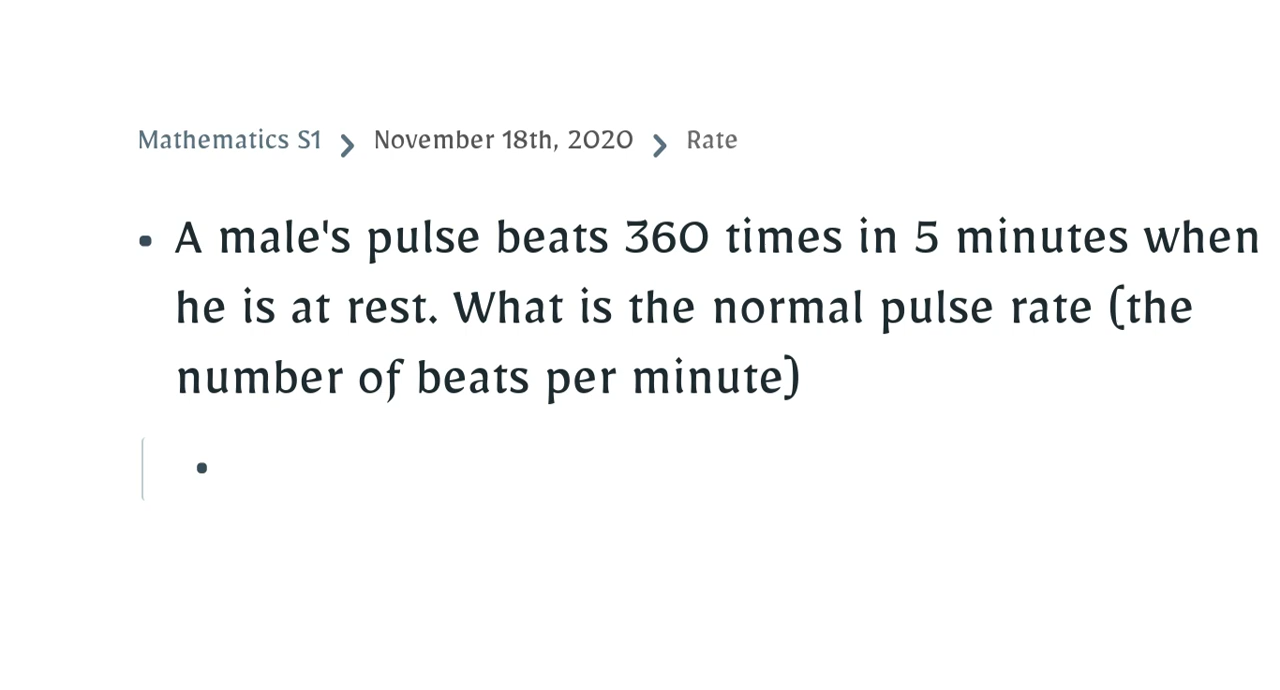 Mathematics S1 > November 18th, 2020 > Rate
• A male's pulse beats 360 times in 5 minutes when
he is at rest. What is the normal pulse rate (the
number of beats per minute)
•